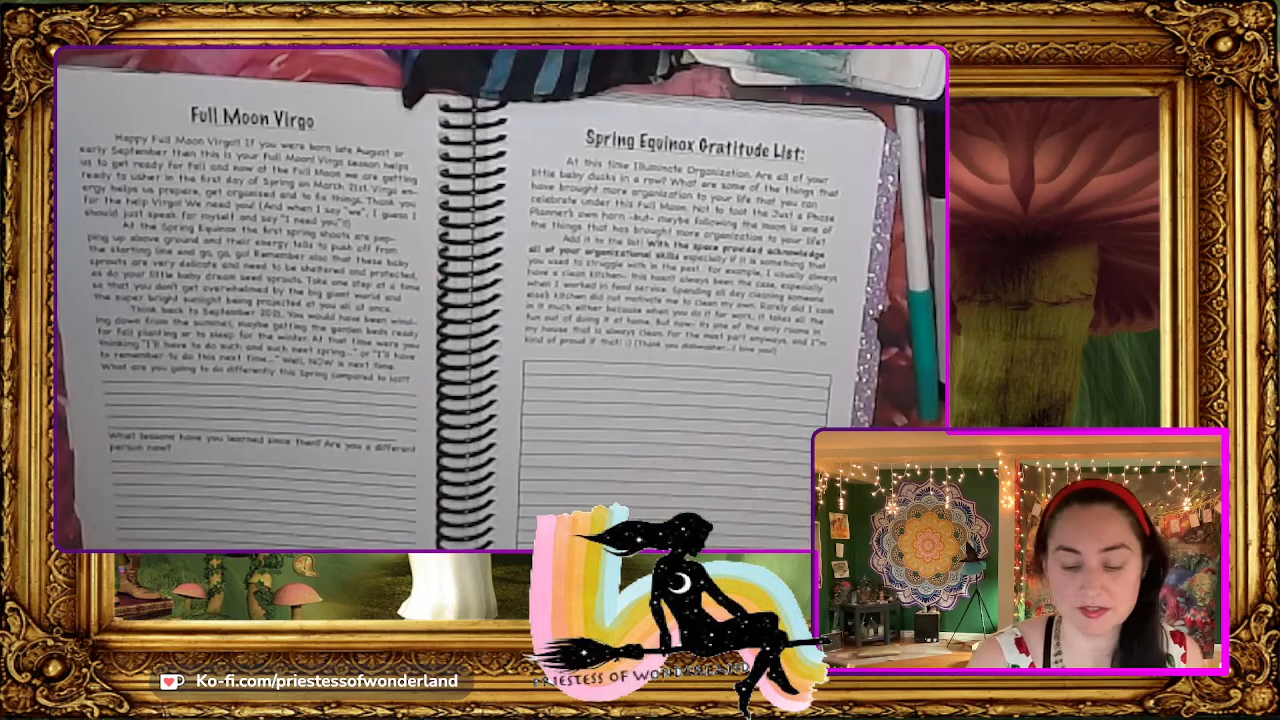 Full Moon Virgo
Happy Full Moon Virgo!! If you were born late August or
early September then this is your Full Moon! Virgo season helps
us to get ready for Fall and now at the Full Moon we are getting
ready to usher in the first day of Spring on March 21st. Virgo en-
ergy helps us prepare, get organized and to fix things. Thank you
for the help Virgo! We need you! (And when I say "we", I guess I
should just speak for myself and say "I need you"!)
At the Spring Equinox the first spring shoots are pop-
ping up above ground and their energy tells to push off from
the starting line and go, go, go! Remember also that these baby
sprouts are very delicate and need to be sheltered and protected,
as do your little baby dream seed sprouts. Take one step at a time
so that you don't get overwhelmed by the big giant world and
the super bright sunlight being projected at you all at once.
Think back to September 2021. You would have been wind-
ing down from the summer, maybe getting the garden beds ready
for fall planting or to sleep for the winter. At that time were you
thinking "I'll have to do such and such next spring..." or "I'll have
to remember to do this next time..." Well, NOW is next time.
What are you going to do differently this Spring compared to last?
What lessons have you learned since then? Are you a different
person now?
Spring Equinox Gratitude List:
At this time Illuminate Organization. Are all of your
little baby ducks in a row? What are some of the things that
have brought more organization to your life that you can
celebrate under this Full Moon. Not to toot the Just a Phase
Planner's own horn -but- maybe following the moon is one of
the things that has brought more organization to your life?
Add it to the list! With the space provided acknowledge
all of your organizational skills especially if it is something that
you used to struggle with in the past. For example, I usually always
have a clean kitchen- this hasn't always been the case, especially
when I worked in food service. Spending all day cleaning someone
else's kitchen did not motivate me to clean my own. Rarely did I cook
in it much either because when you do it for work, it takes all the
fun out of doing it at home. But now, its one of the only rooms in
my house that is always clean. For the most part anyways, and I'm
kind of proud if that! :) (Thank you dishwasher...I love you!)
PRIESTESS OF WONDERLAND
Ko-fi.com/priestessofwonderland